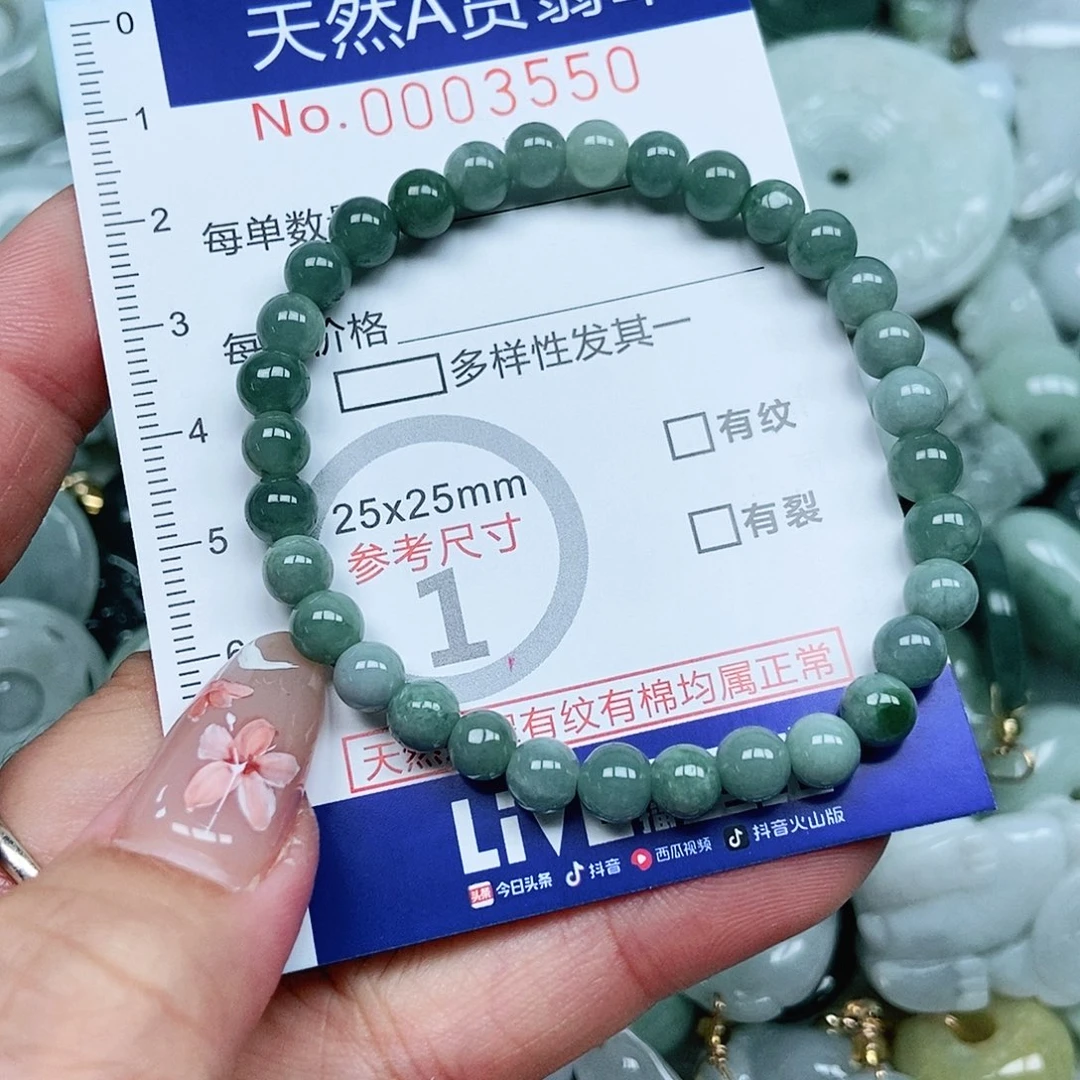 天然A货翡翠
No.0003550
每单数
每 价格
多样性发其一
25x25mm
参考尺寸
1
有纹
有裂
天然 有纹有棉均属正常
LiVE
今日头条 抖音 西瓜视频 抖音火山版
0
1
2
3
4
5
6